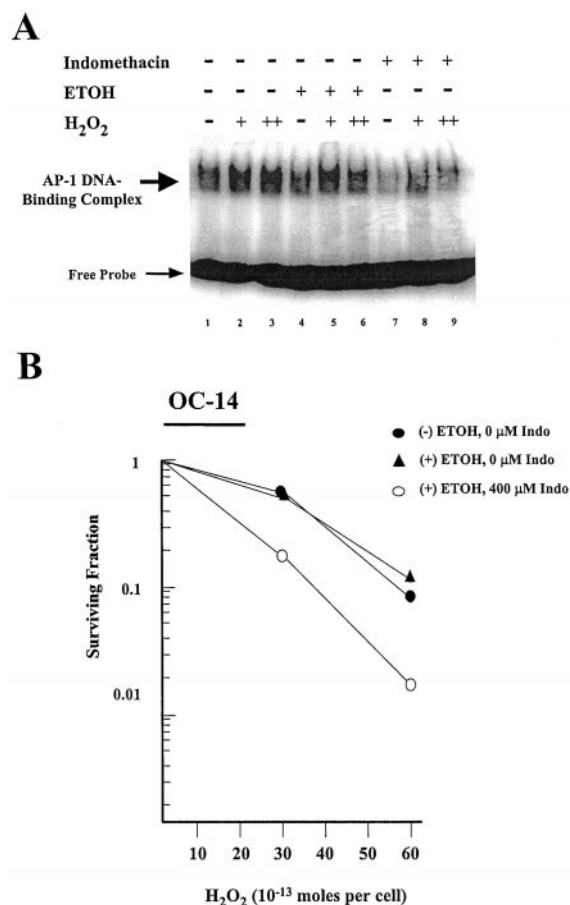 A
Indomethacin - - - - - - + + +
ETOH - - - + + + - - -
H2O2 - + ++ - + ++ - + ++
AP-1 DNA-
Binding Complex
Free Probe
1 2 3 4 5 6 7 8 9
B
OC-14
(-) ETOH, 0 µM Indo
(+) ETOH, 0 µM Indo
(+) ETOH, 400 µM Indo
Surviving Fraction
1
0.1
0.01
10 20 30 40 50 60
H2O2 (10-13 moles per cell)